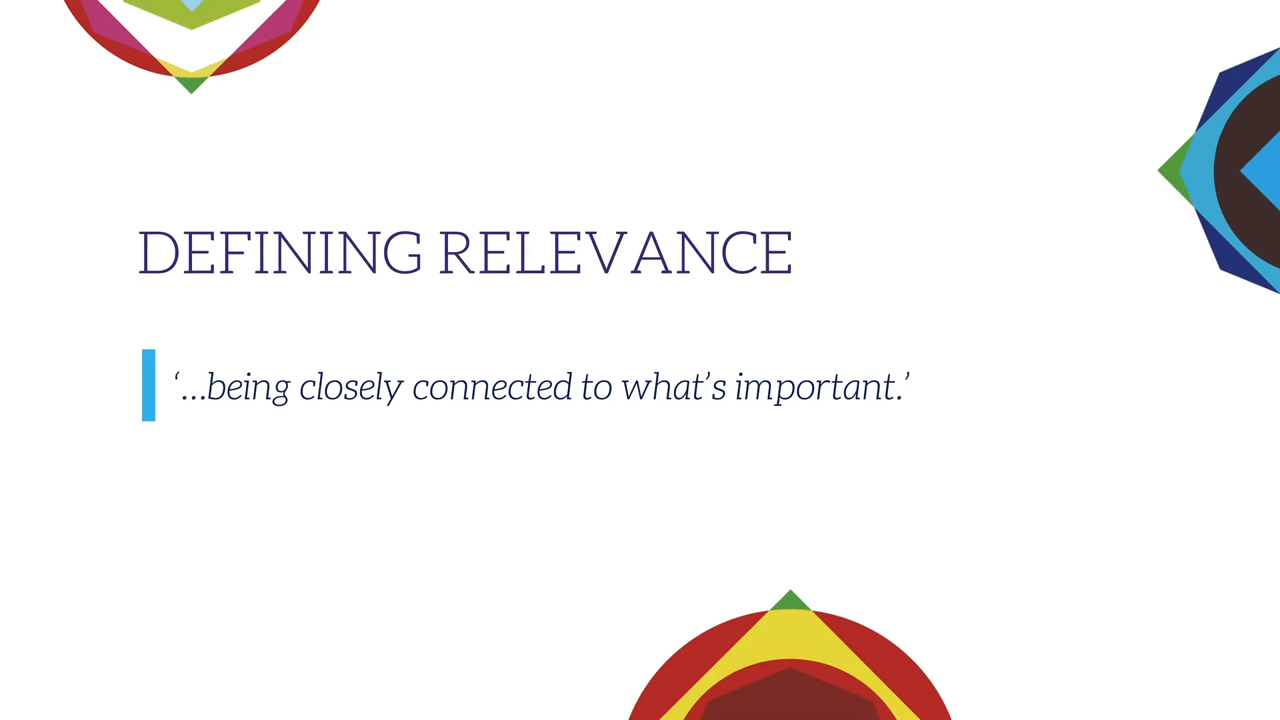 DEFINING RELEVANCE
‘...being closely connected to what’s important.’